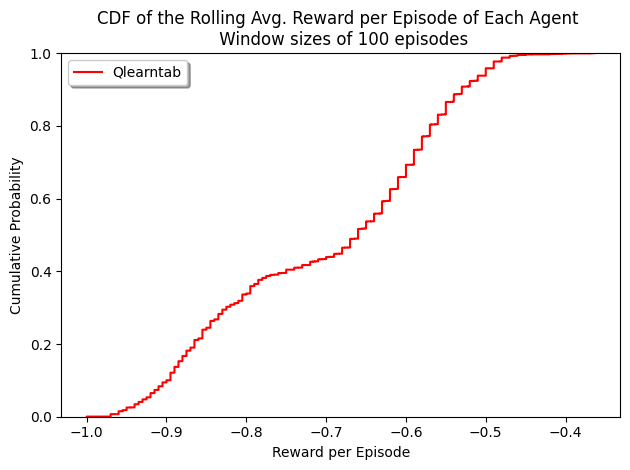 CDF of the Rolling Avg. Reward per Episode of Each Agent
Window sizes of 100 episodes
Qlearntab
Cumulative Probability
1.0
0.8
0.6
0.4
0.2
0.0
−1.0 −0.9 −0.8 −0.7 −0.6 −0.5 −0.4
Reward per Episode